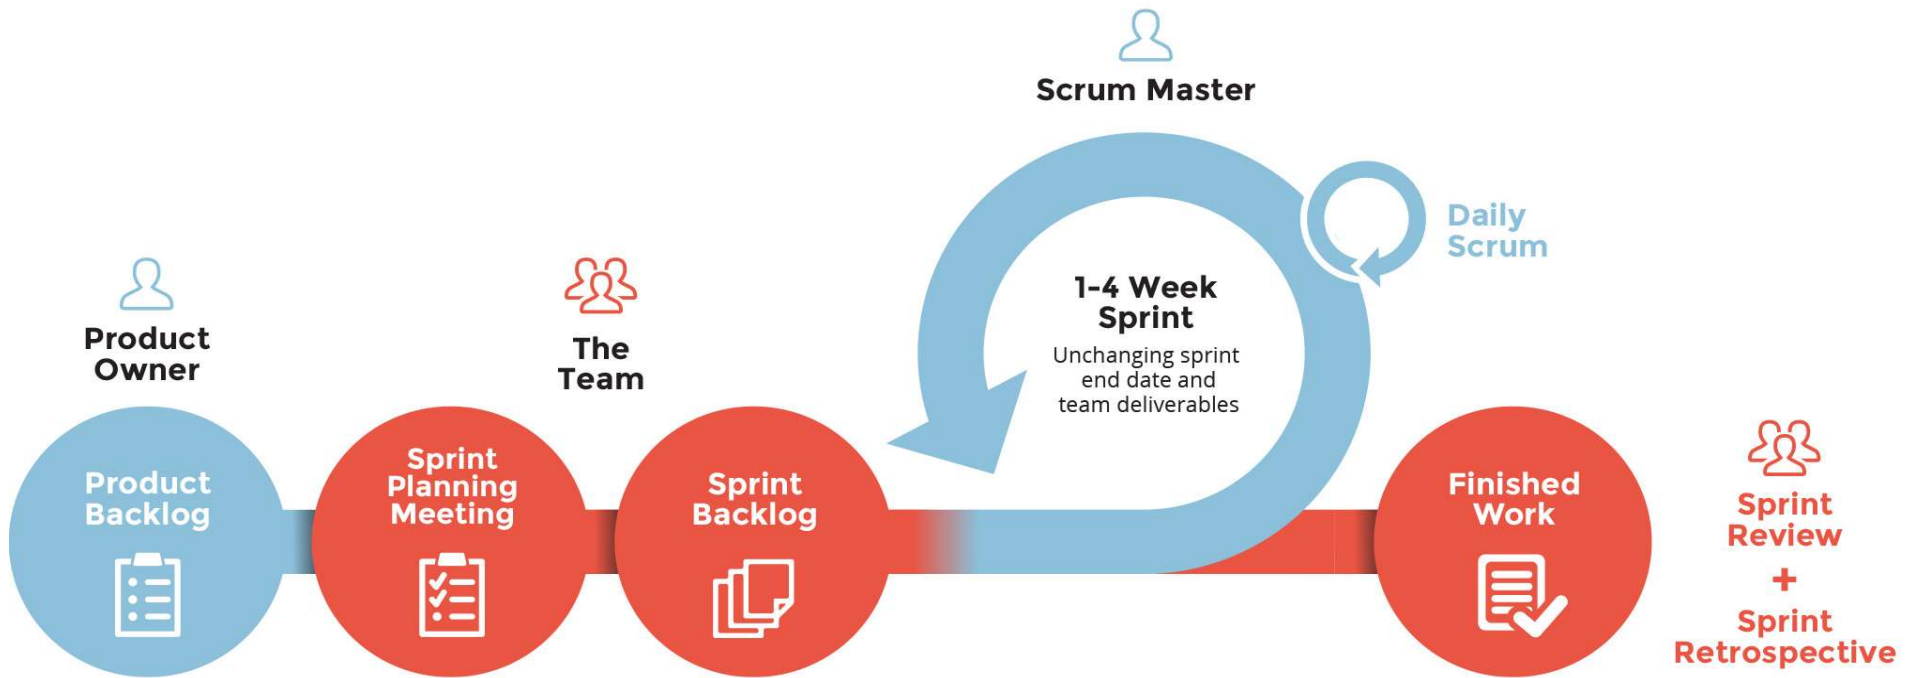 Scrum Master
Daily
Scrum
1-4 Week
Sprint
Unchanging sprint
end date and
team deliverables
Product
Owner
The
Team
Product
Backlog
Sprint
Planning
Meeting
Sprint
Backlog
Finished
Work
Sprint
Review
+
Sprint
Retrospective